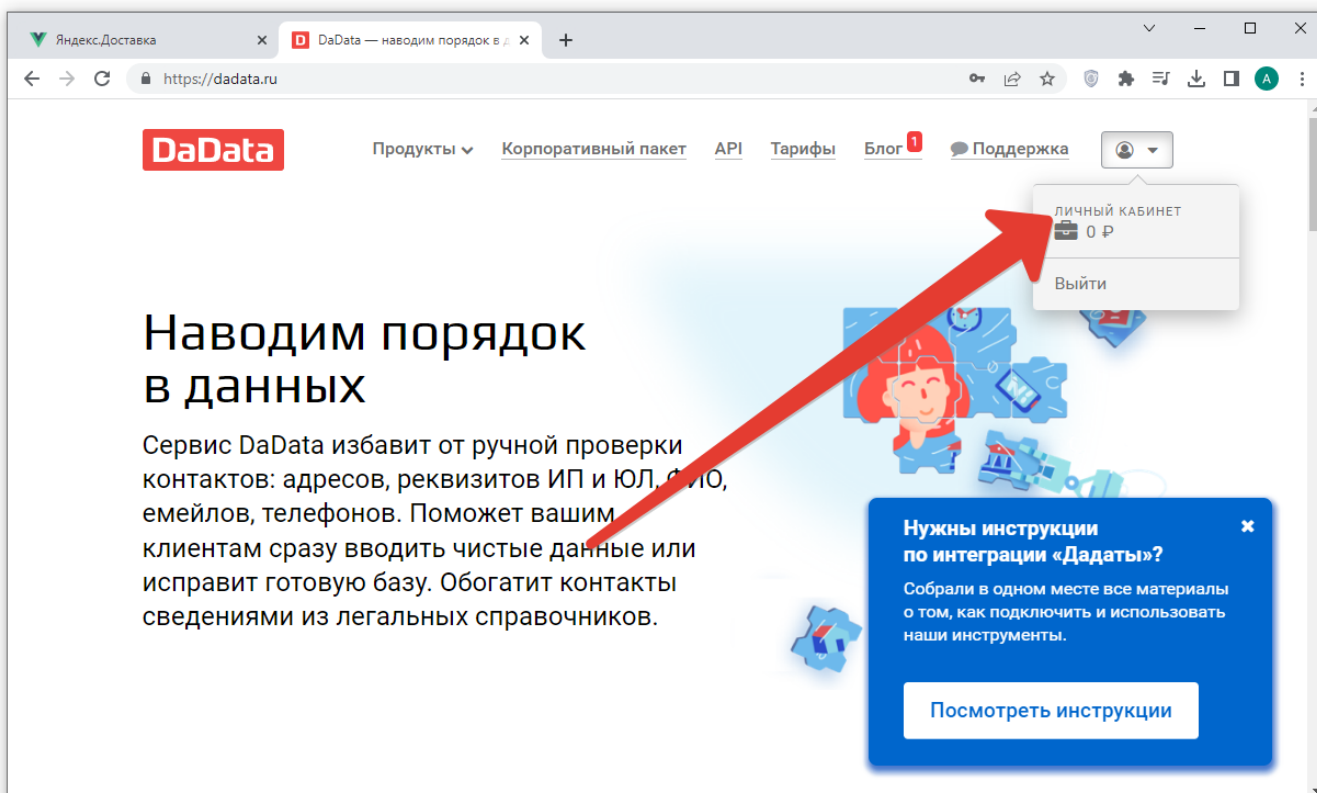 Яндекс.Доставка
DaData — наводим порядок в д
https://dadata.ru
A
DaData
Продукты
Корпоративный пакет
API
Тарифы
Блог 1
Поддержка
ЛИЧНЫЙ КАБИНЕТ
0 ₽
Выйти
Наводим порядок
в данных
Сервис DaData избавит от ручной проверки
контактов: адресов, реквизитов ИП и ЮЛ, ФИО,
емейлов, телефонов. Поможет вашим
клиентам сразу вводить чистые данные или
исправит готовую базу. Обогатит контакты
сведениями из легальных справочников.
Нужны инструкции
по интеграции «Дадаты»?
Собрали в одном месте все материалы
о том, как подключить и использовать
наши инструменты.
Посмотреть инструкции